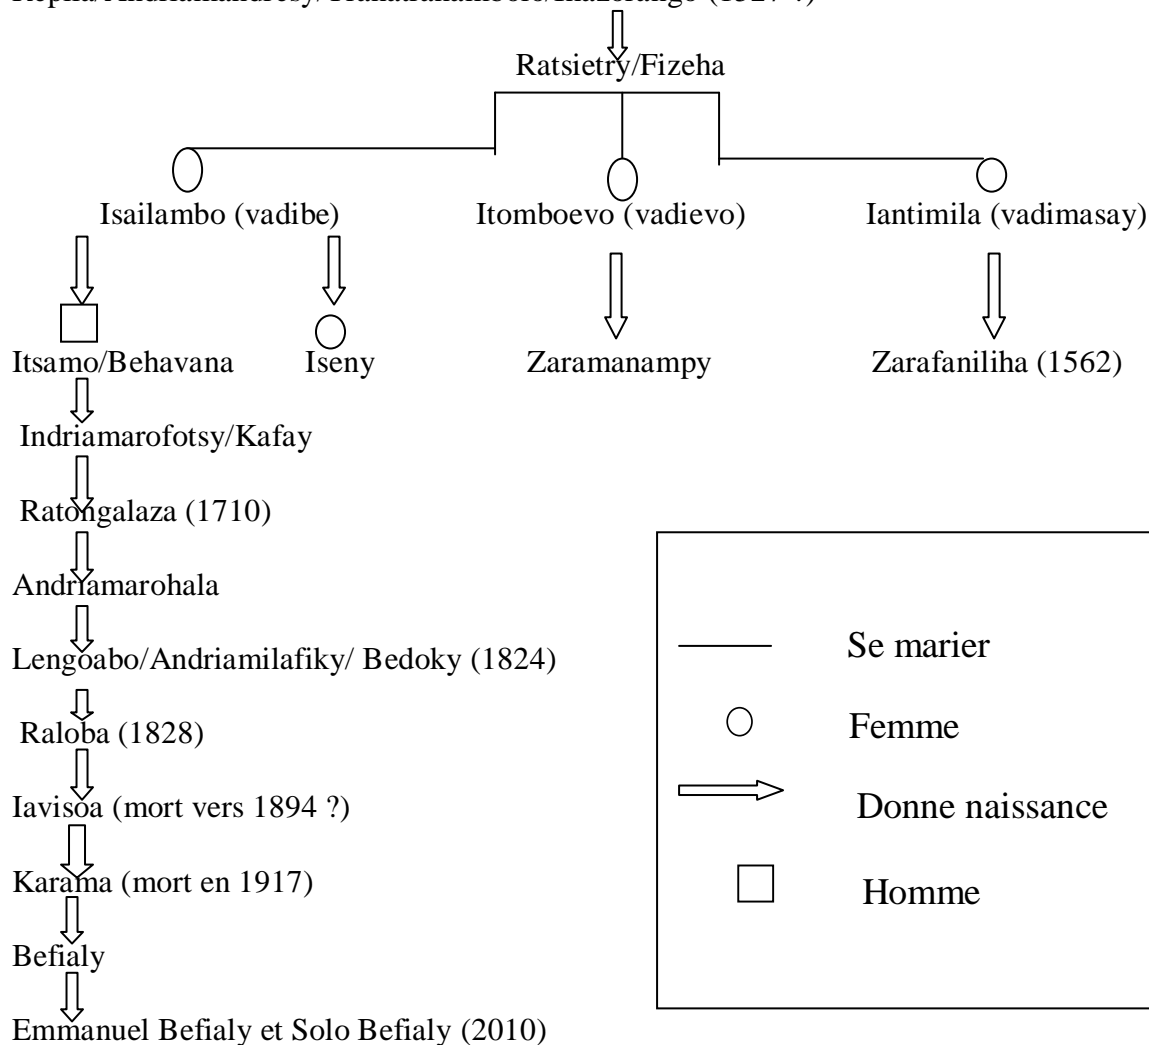 Ratsietry/Fizeha
Isailambo (vadibe) Itomboevo (vadievo) Iantimila (vadimasay)
Itsamo/Behavana Iseny Zaramanampy Zarafaniliha (1562)
Indriamarofotsy/Kafay
Ratongalaza (1710)
Andriamarohala
Lengoabo/Andriamilafiky/ Bedoky (1824)
Raloba (1828)
Iavisoa (mort vers 1894 ?)
Karama (mort en 1917)
Befialy
Emmanuel Befialy et Solo Befialy (2010)
Se marier
Femme
Donne naissance
Homme